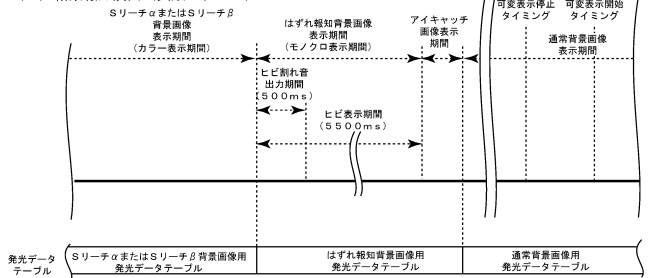 Sリーチαまたは Sリーチβ
背景画像
表示期間
(カラー表示期間)
はずれ報知背景画像
表示期間
(モノクロ表示期間)
アイキャッチ
画像表示
期間
可変表示停止
タイミング
可変表示開始
タイミング
通常背景画像
表示期間
ヒビ割れ音
出力期間
(500ms)
ヒビ表示期間
(5500ms)
発光データ
テーブル
SリーチαまたはSリーチβ背景画像用
発光データテーブル
はずれ報知背景画像用
発光データテーブル
通常背景画像用
発光データテーブル